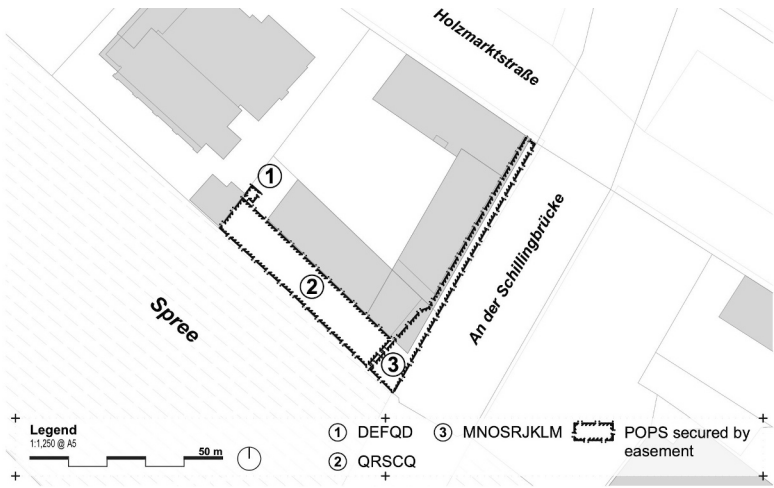 Holzmarktstraße
1
2
3
Spree
An der Schillingbrücke
Legend
1:1,250 @ A5
50 m
1 DEFQD
2 QRSCQ
3 MNOSRJKLM
POPS secured by
easement